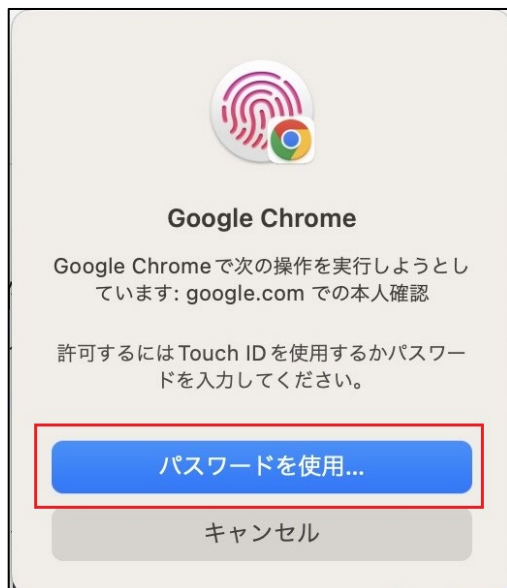 Google Chrome
Google Chromeで次の操作を実行しようとし
ています: google.com での本人確認
許可するにはTouch IDを使用するかパスワー
ドを入力してください。
パスワードを使用...
キャンセル